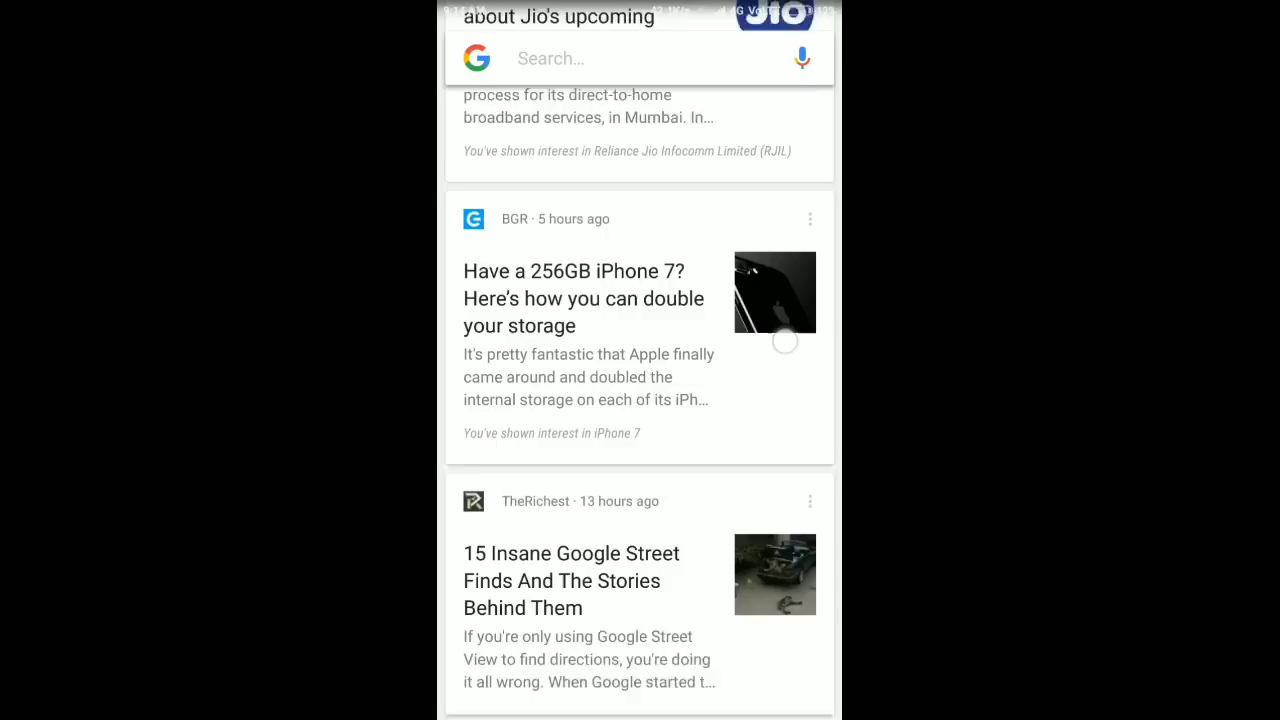 about Jio's upcoming
JIO
Search...
process for its direct-to-home
broadband services, in Mumbai. In...
You've shown interest in Reliance Jio Infocomm Limited (RJIL)
BGR · 5 hours ago
Have a 256GB iPhone 7?
Here’s how you can double
your storage
It's pretty fantastic that Apple finally
came around and doubled the
internal storage on each of its iPh...
You've shown interest in iPhone 7
TheRichest · 13 hours ago
15 Insane Google Street
Finds And The Stories
Behind Them
If you're only using Google Street
View to find directions, you're doing
it all wrong. When Google started t...